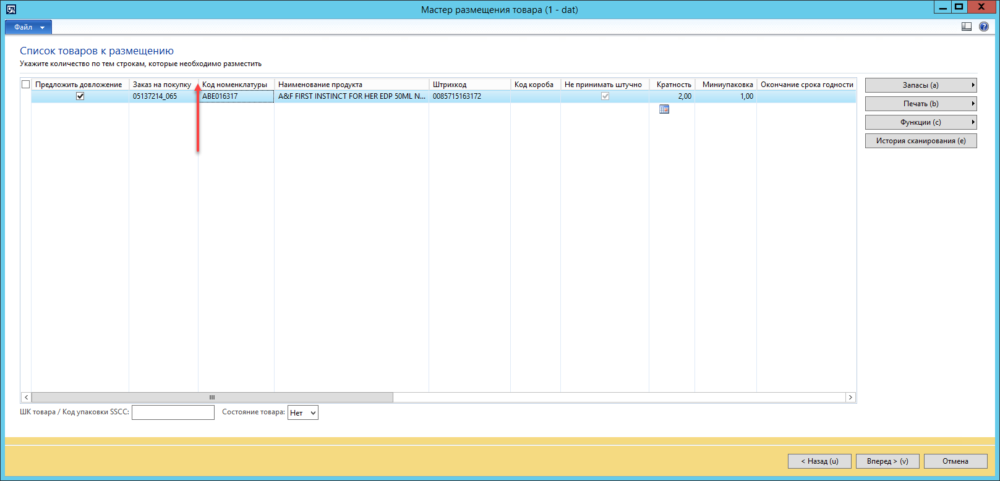 Мастер размещения товара (1 - dat)
Файл
Список товаров к размещению
Укажите количество по тем строкам, которые необходимо разместить
Предложить довложение Заказ на покупку Код номенклатуры Наименование продукта Штрихкод Код короба Не принимать штучно Кратность Миниупаковка Окончание срока годности
05137214_065 ABE016317 A&F FIRST INSTINCT FOR HER EDP 50ML N... 0085715163172 2,00 1,00
Запасы (a)
Печать (b)
Функции (c)
История сканирования (e)
ШК товара / Код упаковки SSCC: Состояние товара: Нет
< Назад (u) Вперед > (v) Отмена